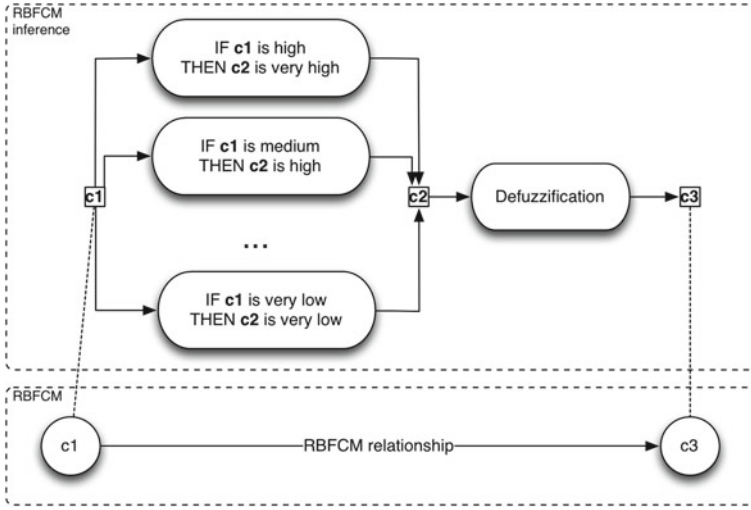 RBFCM
inference
IF c1 is high
THEN c2 is very high
IF c1 is medium
THEN c2 is high
c1
c2
Defuzzification
c3
...
IF c1 is very low
THEN c2 is very low
RBFCM
c1
RBFCM relationship
c3